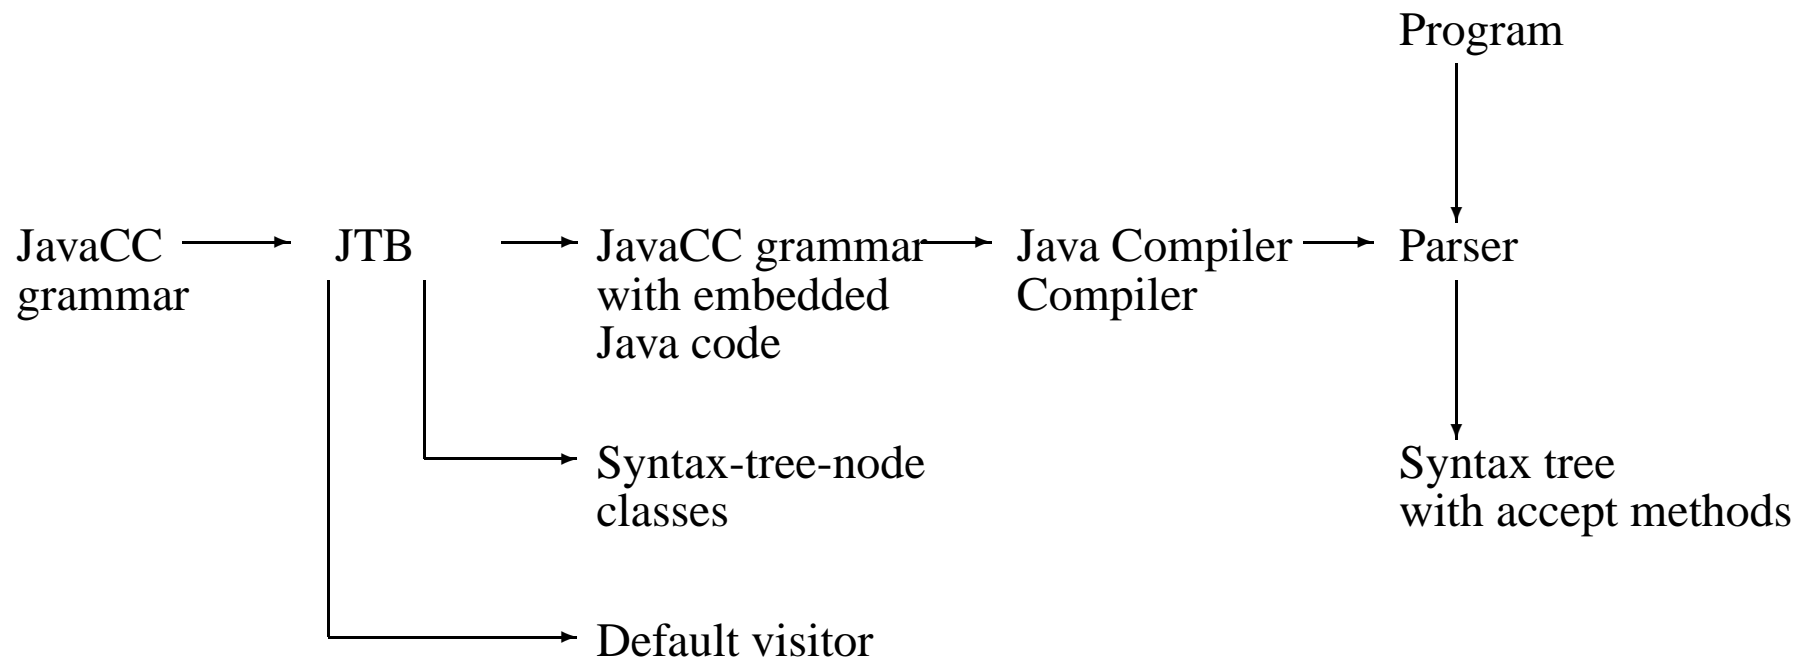 Program
JavaCC
grammar
JTB
JavaCC grammar
with embedded
Java code
Java Compiler
Compiler
Parser
Syntax-tree-node
classes
Syntax tree
with accept methods
Default visitor